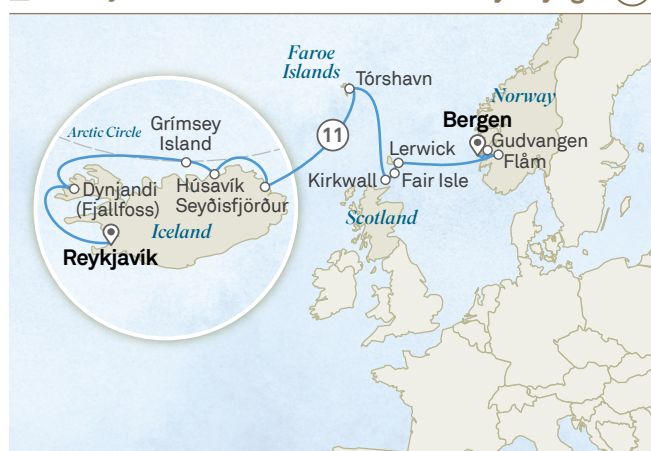 Faroe
Islands
Tórshavn
Norway
Bergen
Gudvangen
Flåm
11
Lerwick
Kirkwall
Fair Isle
Scotland
Arctic Circle
Grímsey
Island
Húsavík
Seyðisfjörður
Dynjandi
(Fjallfoss)
Iceland
Reykjavík